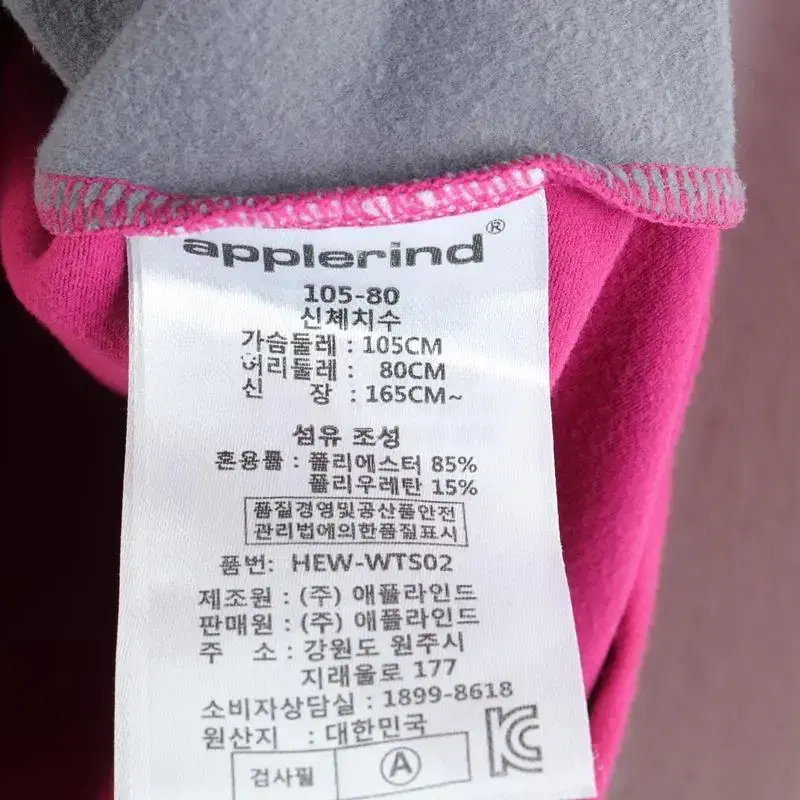 applerind®
105-80
신체치수
가슴둘레 : 105CM
허리둘레 : 80CM
신 장 : 165CM~
섬유 조성
혼용률 : 폴리에스터 85%
폴리우레탄 15%
품질경영및공산품안전
관리법에의한품질표시
품번: HEW-WTS02
제조원 : (주) 애플라인드
판매원 : (주) 애플라인드
주 소 : 강원도 원주시
지래울로 177
소비자상담실 : 1899-8618
원산지 : 대한민국
검사필 A KC